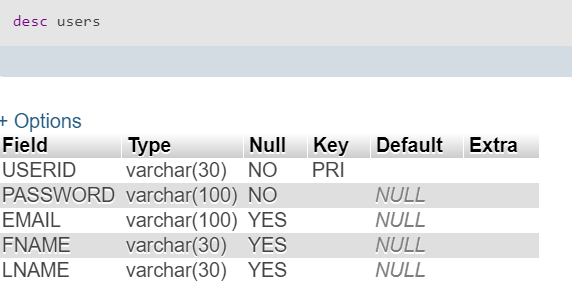 desc users
+ Options
Field Type Null Key Default Extra
USERID varchar(30) NO PRI
PASSWORD varchar(100) NO NULL
EMAIL varchar(100) YES NULL
FNAME varchar(30) YES NULL
LNAME varchar(30) YES NULL